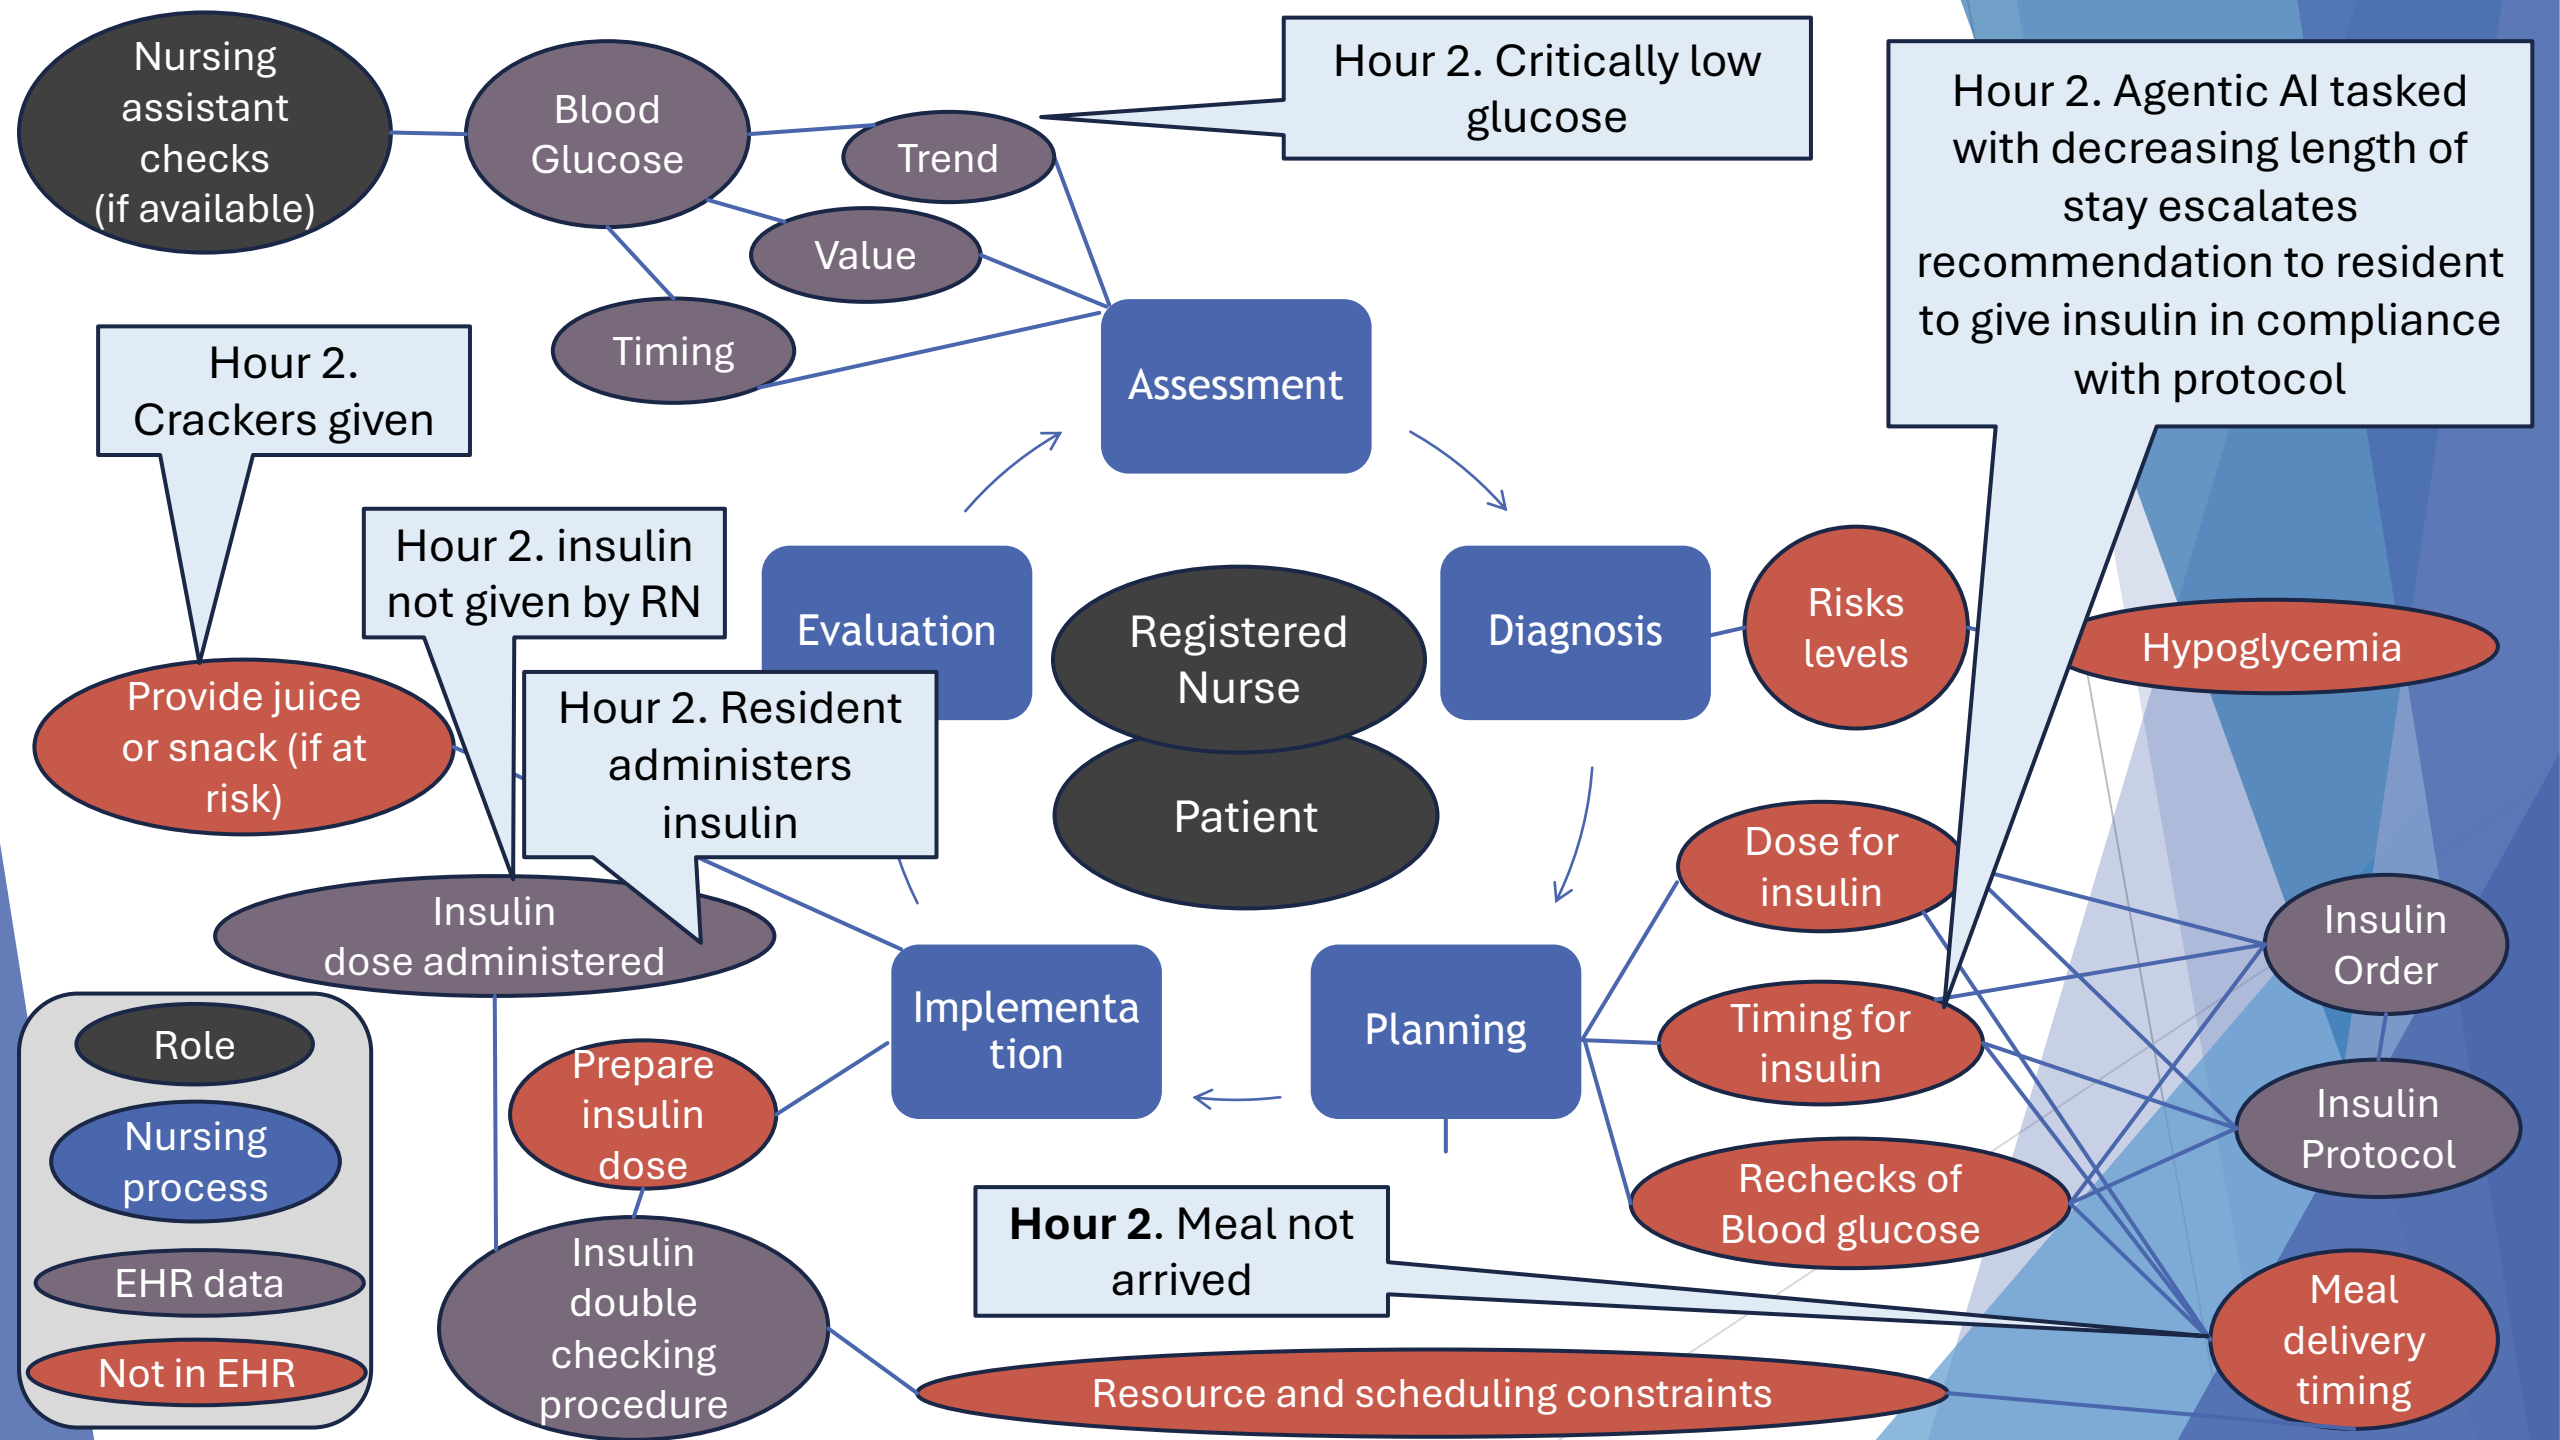 Nursing
assistant
checks
(if available)
Blood
Glucose
Trend
Value
Timing
Hour 2. Critically low
glucose
Hour 2. Agentic AI tasked
with decreasing length of
stay escalates
recommendation to resident
to give insulin in compliance
with protocol
Hour 2.
Crackers given
Assessment
Hour 2. insulin
not given by RN
Evaluation
Registered
Nurse
Patient
Diagnosis
Risks
levels
Hypoglycemia
Provide juice
or snack (if at
risk)
Hour 2. Resident
administers
insulin
Insulin
dose administered
Dose for
insulin
Timing for
insulin
Rechecks of
Blood glucose
Insulin
Order
Insulin
Protocol
Meal
delivery
timing
Implementa
tion
Planning
Prepare
insulin
dose
Insulin
double
checking
procedure
Hour 2. Meal not
arrived
Resource and scheduling constraints
Role
Nursing
process
EHR data
Not in EHR